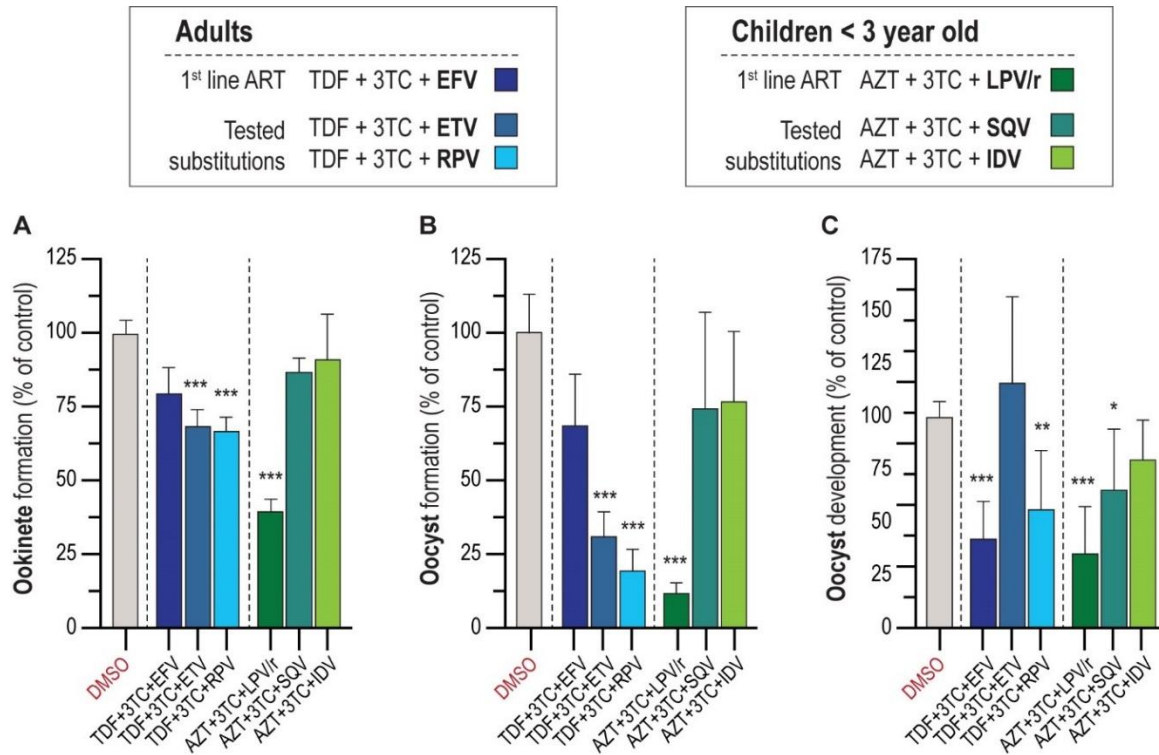 Adults
1st line ART TDF + 3TC + EFV
Tested substitutions
TDF + 3TC + ETV
TDF + 3TC + RPV
Children < 3 year old
1st line ART AZT + 3TC + LPV/r
Tested substitutions
AZT + 3TC + SQV
AZT + 3TC + IDV
A
Ookinete formation (% of control)
125
100
75
50
25
0
***
***
***
DMSO
TDF+3TC+EFV
TDF+3TC+ETV
TDF+3TC+RPV
AZT+3TC+LPV/r
AZT+3TC+SQV
AZT+3TC+IDV
B
Oocyst formation (% of control)
125
100
75
50
25
0
***
***
***
DMSO
TDF+3TC+EFV
TDF+3TC+ETV
TDF+3TC+RPV
AZT+3TC+LPV/r
AZT+3TC+SQV
AZT+3TC+IDV
C
Oocyst development (% of control)
175
150
125
100
75
50
25
0
***
**
***
*
DMSO
TDF+3TC+EFV
TDF+3TC+ETV
TDF+3TC+RPV
AZT+3TC+LPV/r
AZT+3TC+SQV
AZT+3TC+IDV